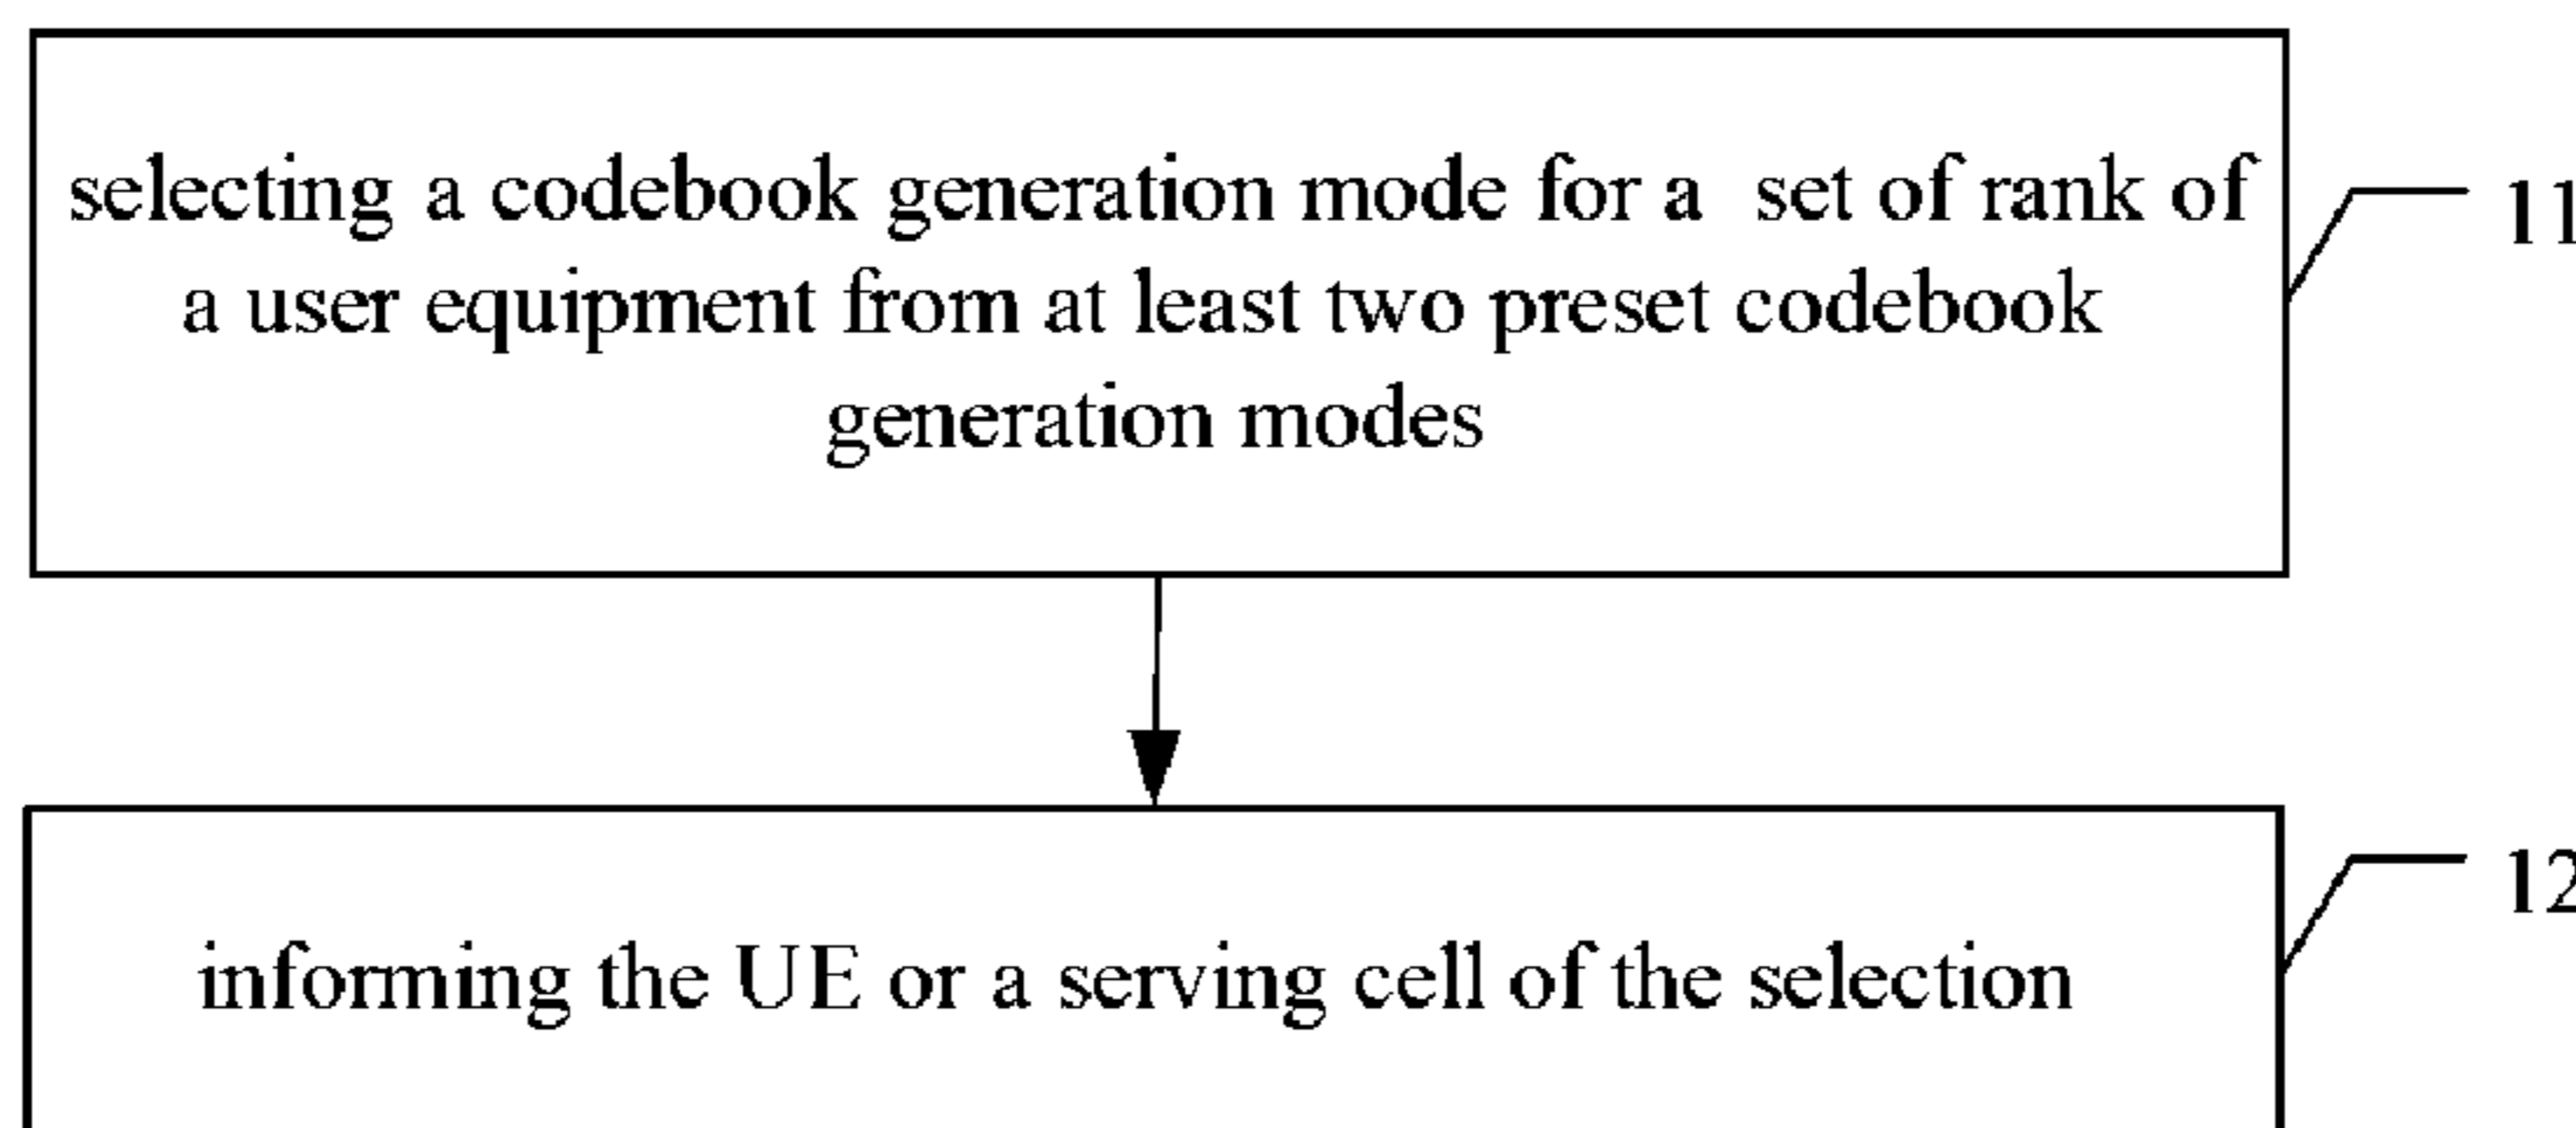 selecting a codebook generation mode for a set of rank of
a user equipment from at least two preset codebook
generation modes
11
informing the UE or a serving cell of the selection
12